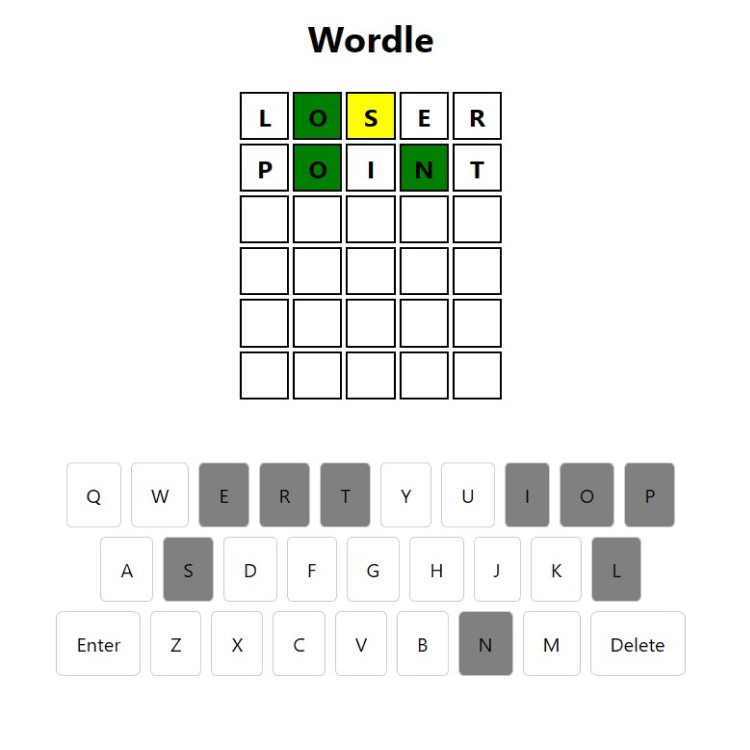 Wordle
L O S E R
P O I N T
Q W E R T Y U I O P
A S D F G H J K L
Enter Z X C V B N M Delete